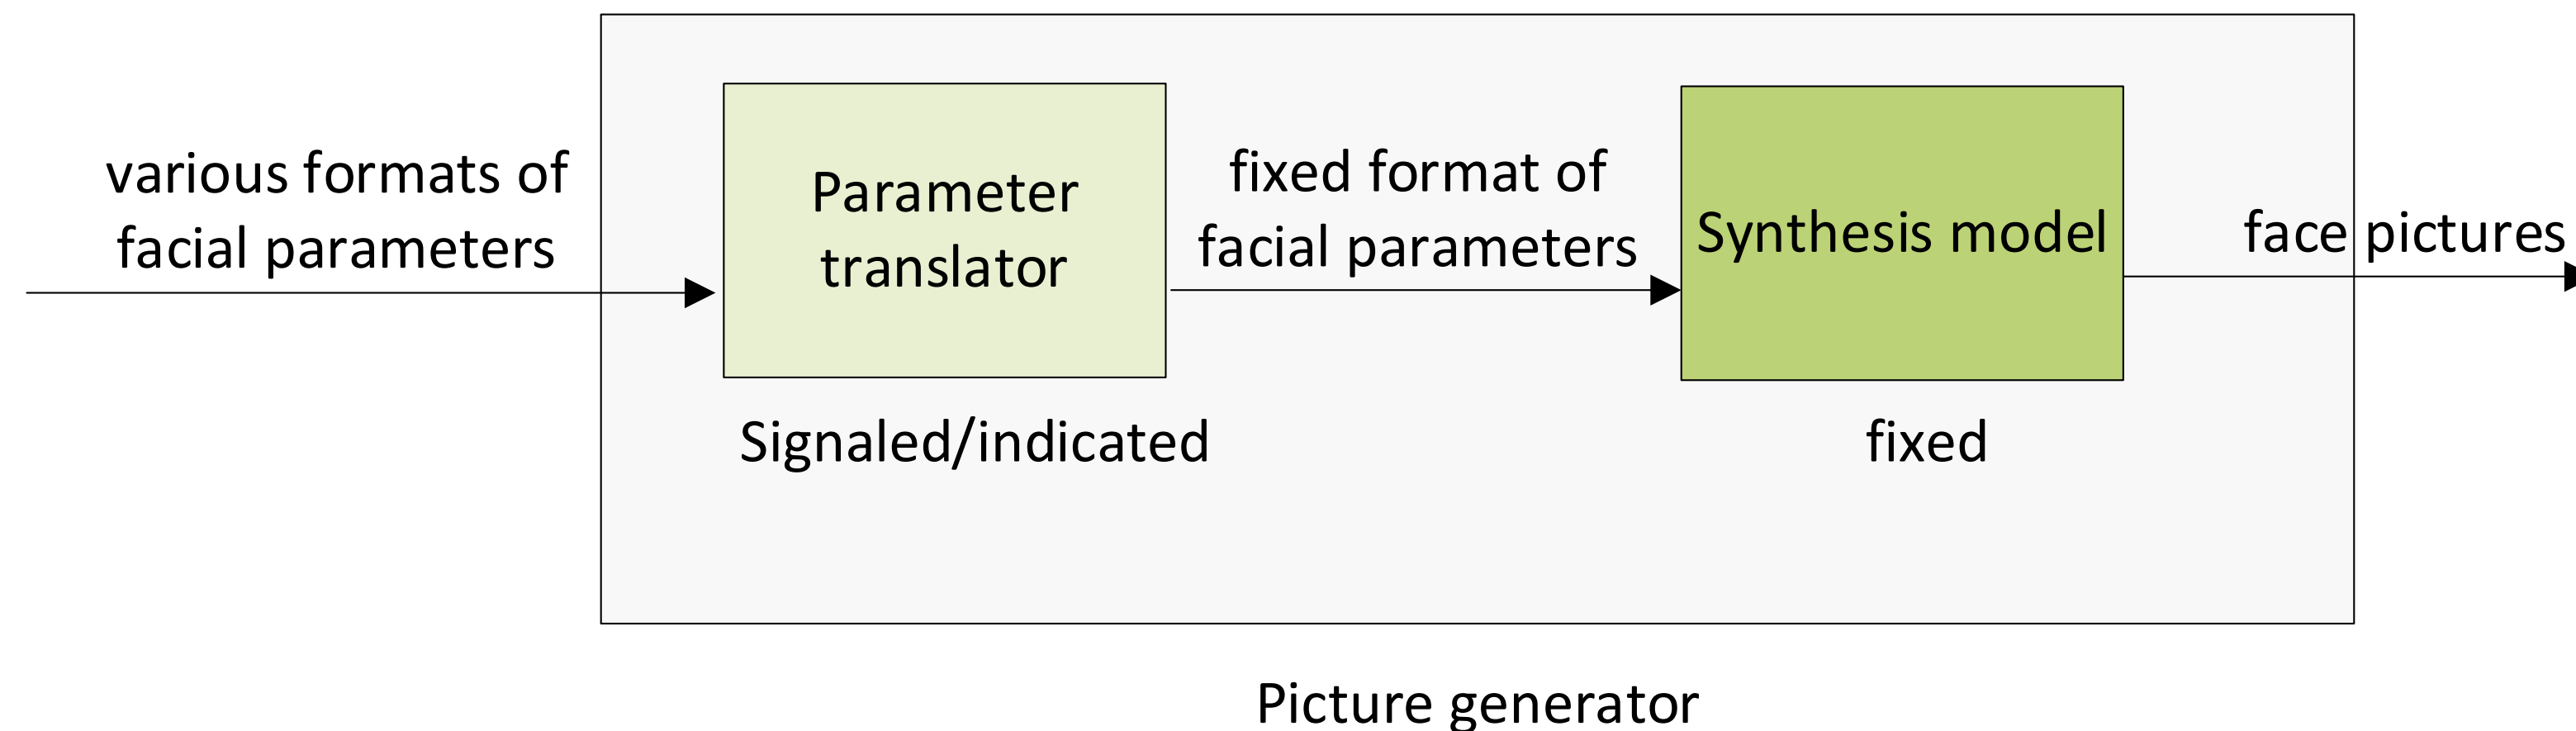 various formats of
facial parameters
Parameter
translator
fixed format of
facial parameters
Synthesis model
face pictures
Signaled/indicated
fixed
Picture generator